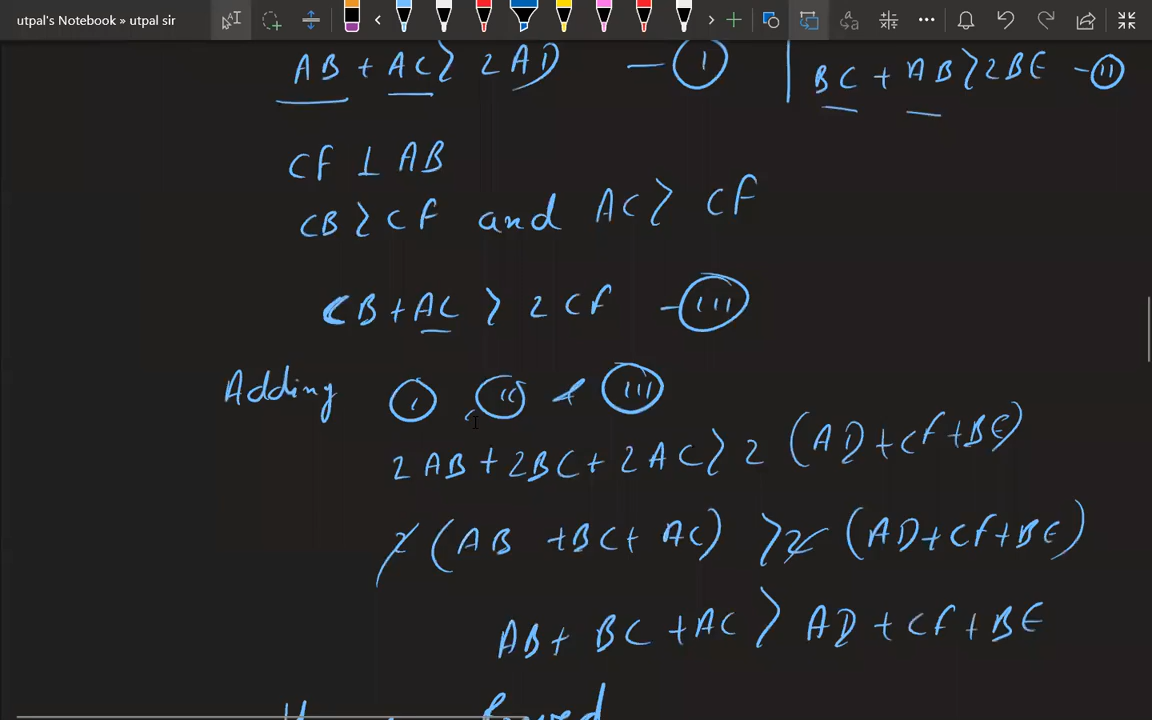 utpal's Notebook » utpal sir
AB + AC > 2AD — (I) | BC + AB > 2BE - (II)
CF ⊥ AB
CB > CF and AC > CF
CB + AC > 2CF - (III)
Adding (I), (II) & (III)
2AB + 2BC + 2AC > 2 (AD + CF + BE)
2 (AB + BC + AC) > 2 (AD + CF + BE)
AB + BC + AC > AD + CF + BE
Proved